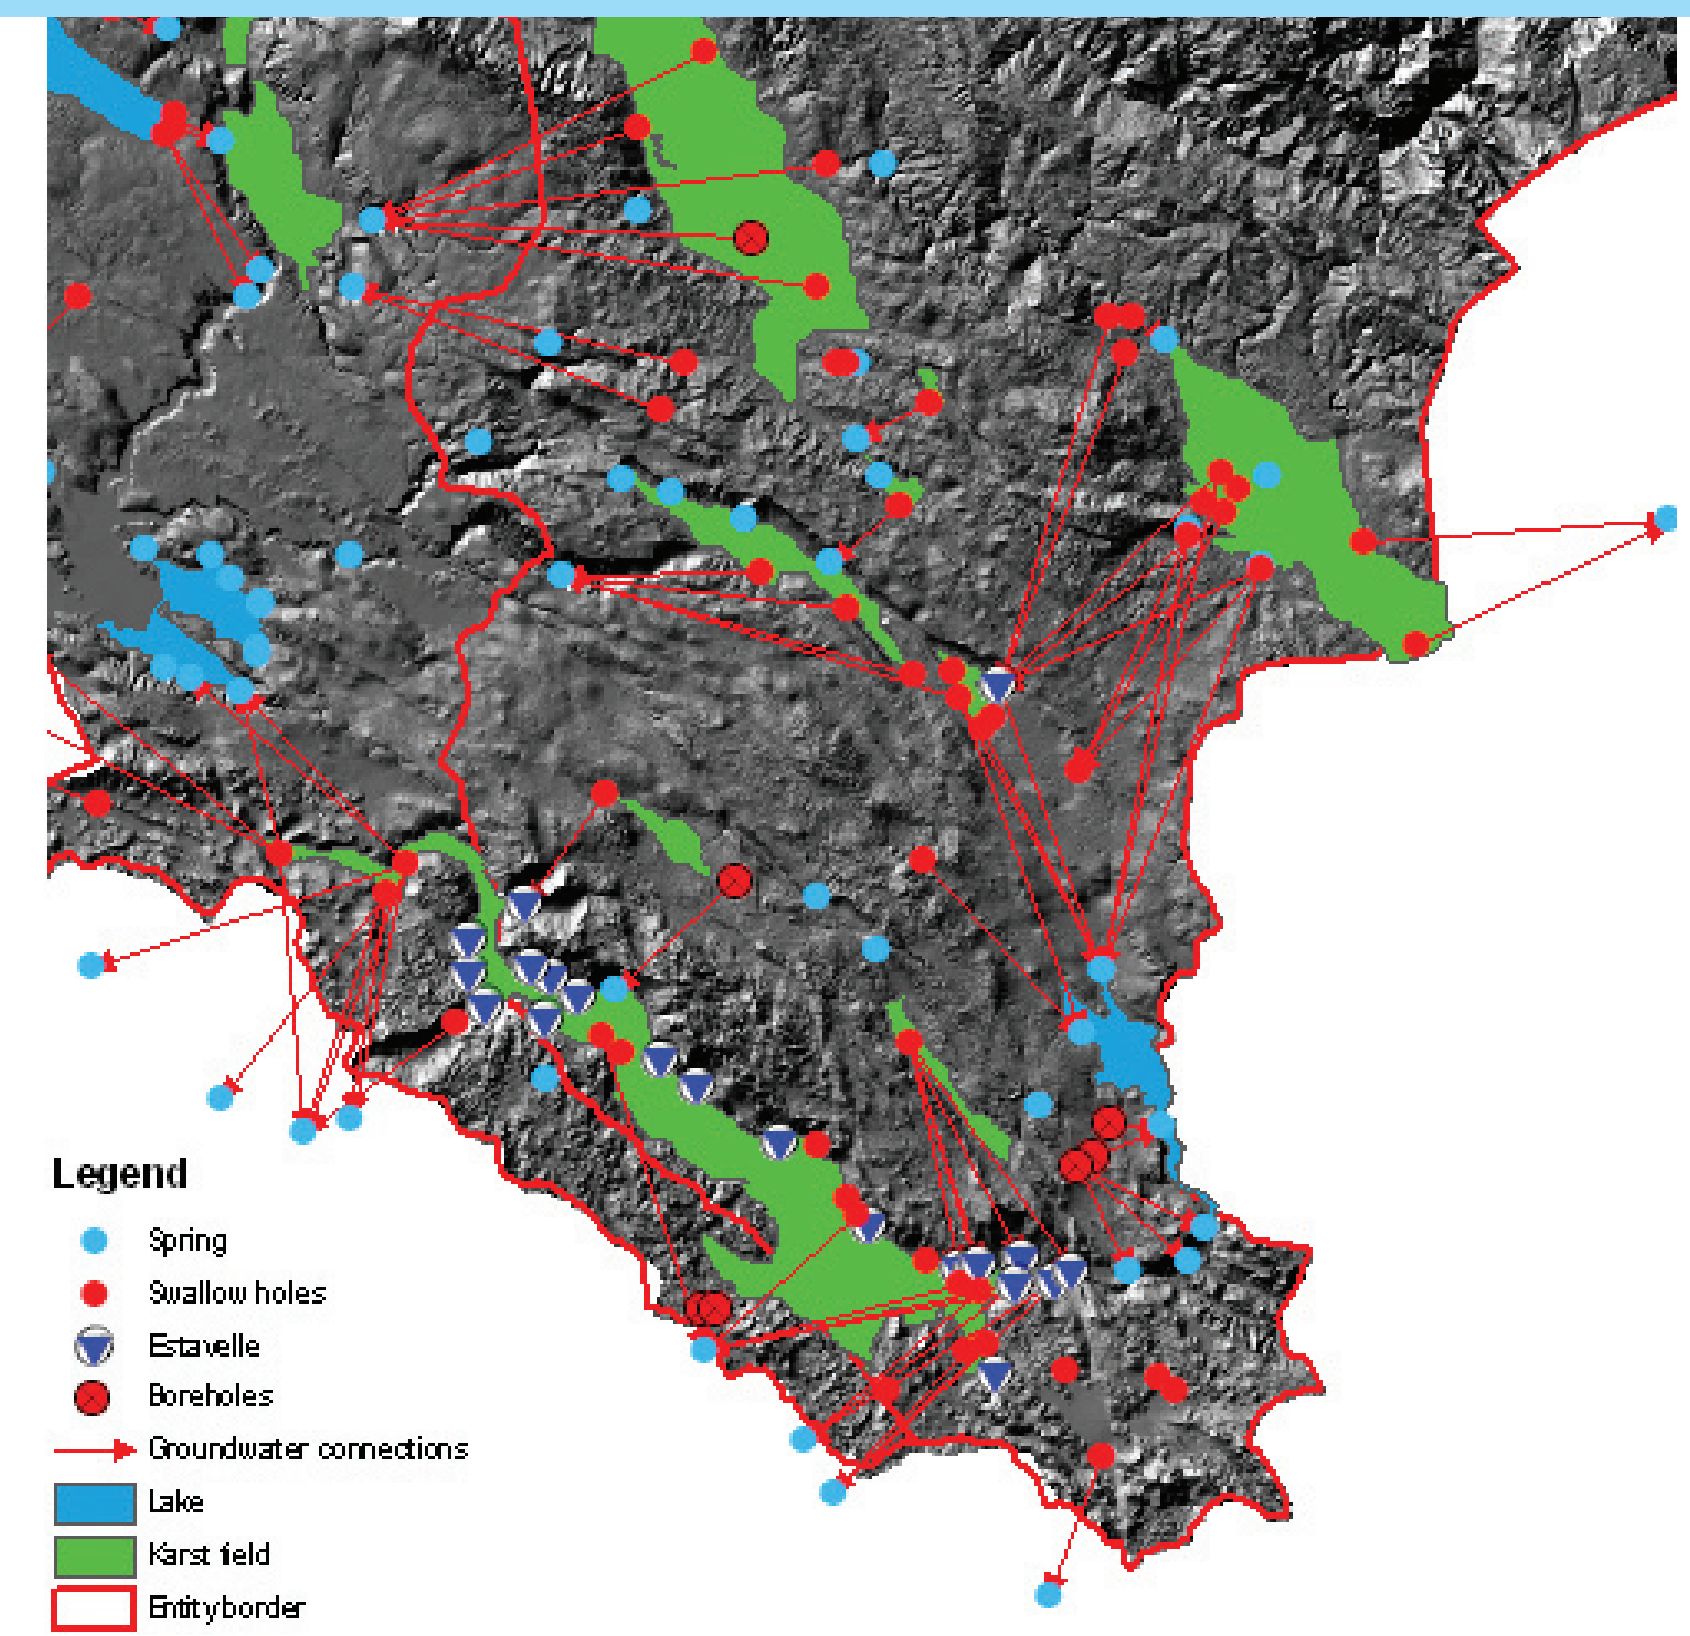 Legend
Spring
Swallow holes
Estavelle
Boreholes
Groundwater connections
Lake
Karst field
Entity border